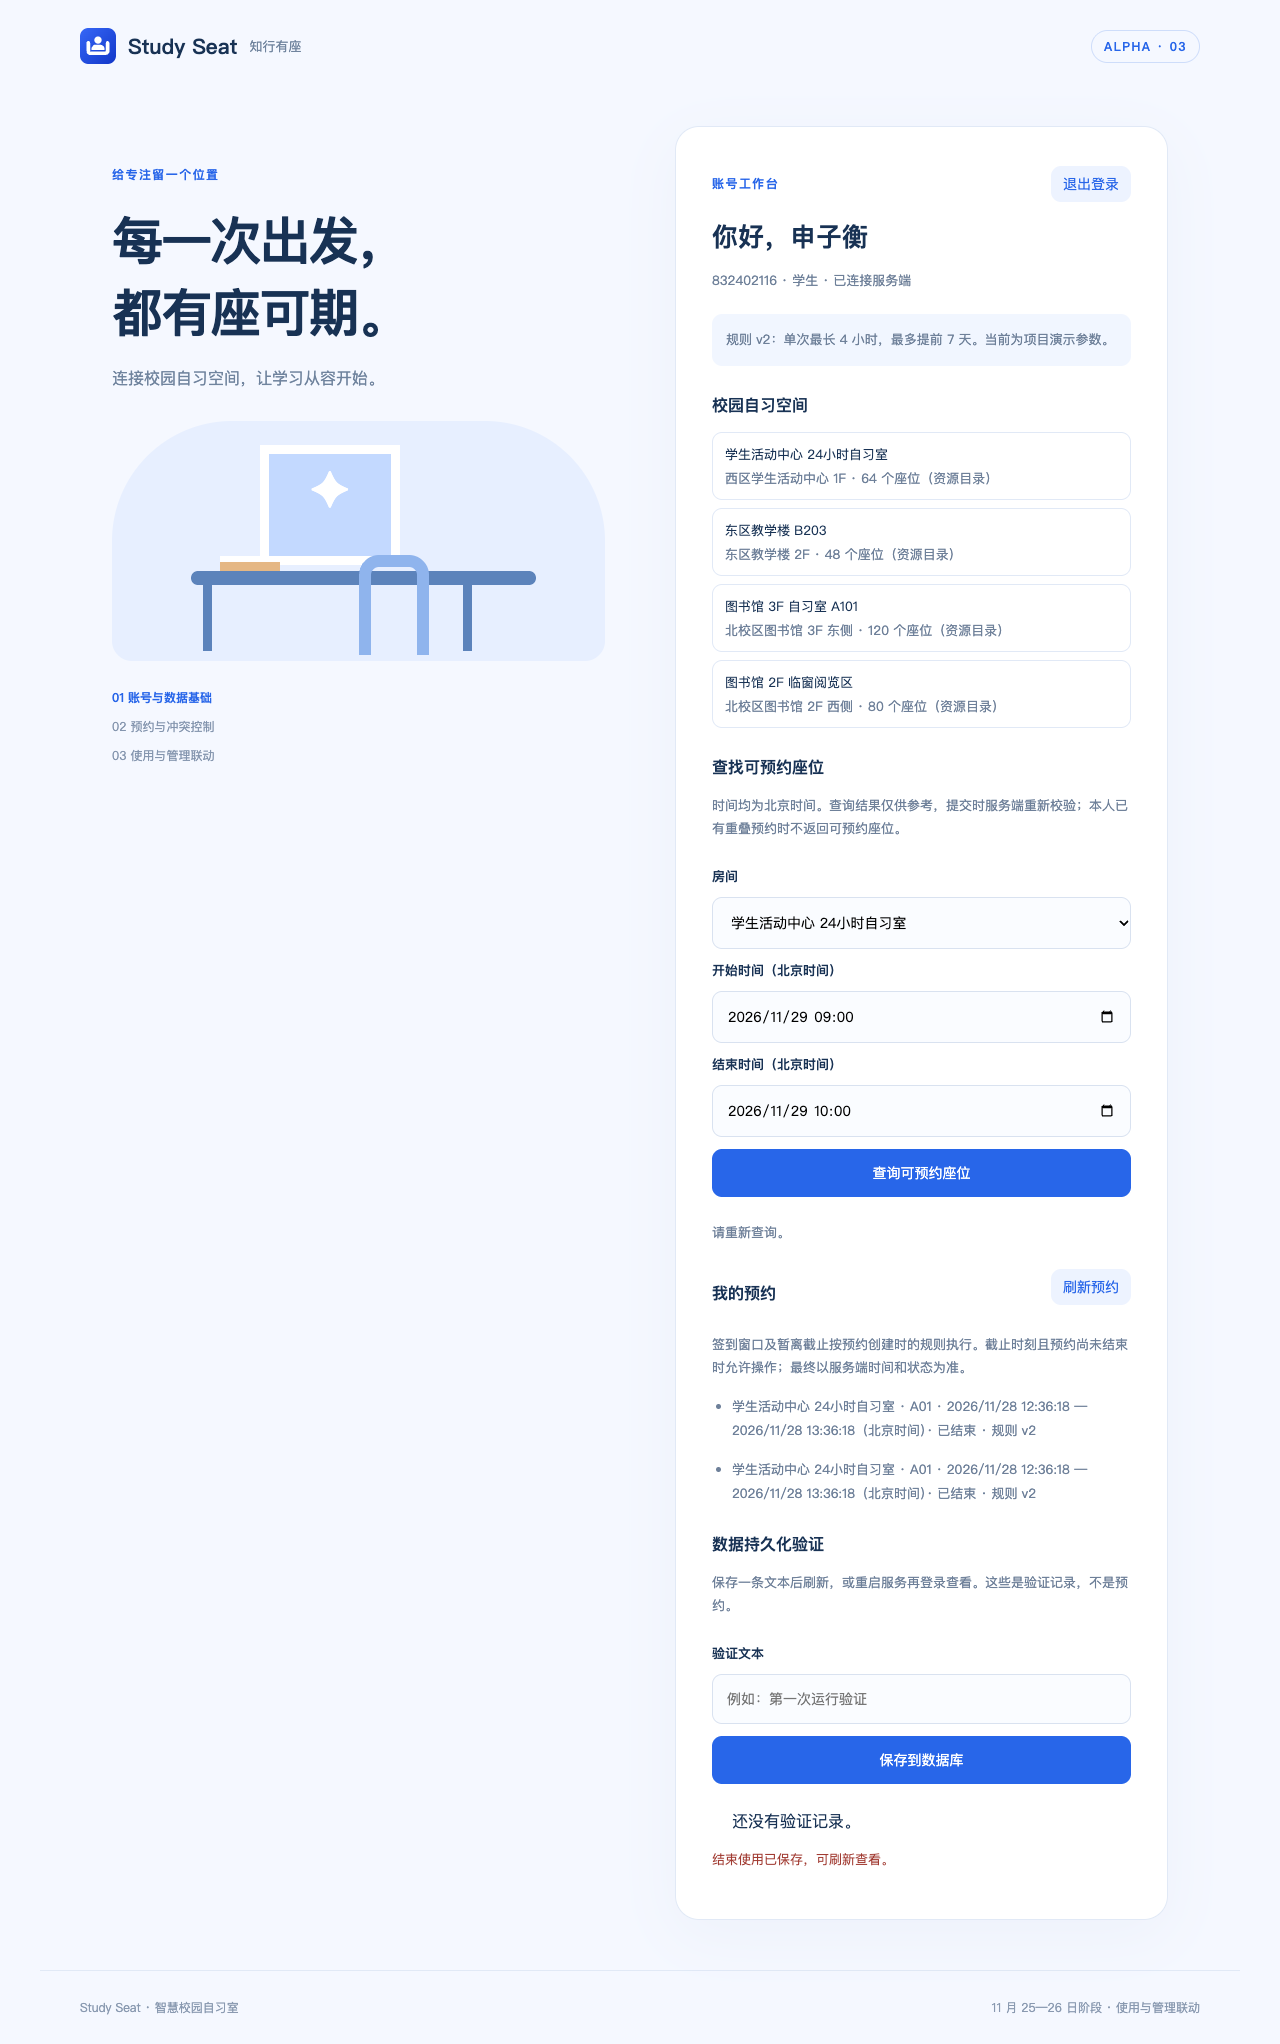 Study Seat 知行有座
ALPHA · 03
给专注留一个位置
每一次出发，
都有座可期。
连接校园自习空间，让学习从容开始。
01 账号与数据基础
02 预约与冲突控制
03 使用与管理联动
账号工作台
退出登录
你好，申子衡
832402116 · 学生 · 已连接服务端
规则 v2：单次最长 4 小时，最多提前 7 天。当前为项目演示参数。
校园自习空间
学生活动中心 24小时自习室
西区学生活动中心 1F · 64 个座位（资源目录）
东区教学楼 B203
东区教学楼 2F · 48 个座位（资源目录）
图书馆 3F 自习室 A101
北校区图书馆 3F 东侧 · 120 个座位（资源目录）
图书馆 2F 临窗阅览区
北校区图书馆 2F 西侧 · 80 个座位（资源目录）
查找可预约座位
时间均为北京时间。查询结果仅供参考，提交时服务端重新校验；本人已
有重叠预约时不返回可预约座位。
房间
学生活动中心 24小时自习室
开始时间（北京时间）
2026/11/29 09:00
结束时间（北京时间）
2026/11/29 10:00
查询可预约座位
请重新查询。
我的预约
刷新预约
签到窗口及暂离截止按预约创建时的规则执行。截止时刻且预约尚未结束
时允许操作；最终以服务端时间和状态为准。
• 学生活动中心 24小时自习室 · A01 · 2026/11/28 12:36:18 —
2026/11/28 13:36:18（北京时间）· 已结束 · 规则 v2
• 学生活动中心 24小时自习室 · A01 · 2026/11/28 12:36:18 —
2026/11/28 13:36:18（北京时间）· 已结束 · 规则 v2
数据持久化验证
保存一条文本后刷新，或重启服务再登录查看。这些是验证记录，不是预
约。
验证文本
例如：第一次运行验证
保存到数据库
还没有验证记录。
结束使用已保存，可刷新查看。
Study Seat · 智慧校园自习室
11 月 25—26 日阶段 · 使用与管理联动